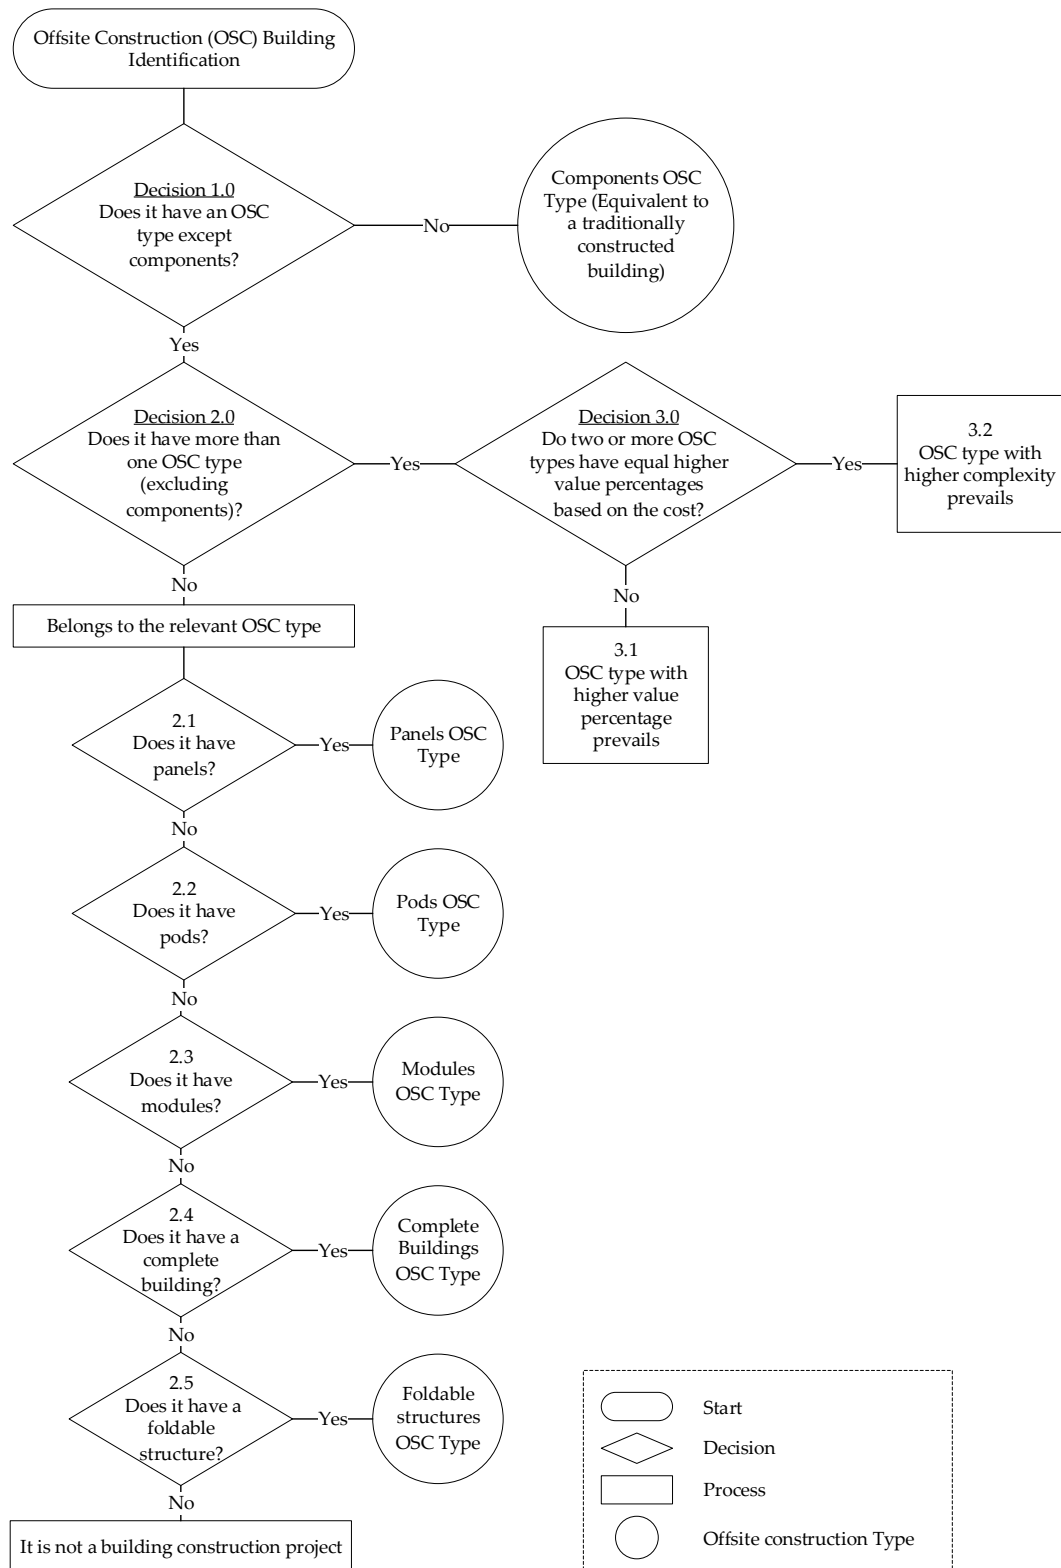 Offsite Construction (OSC) Building
Identification
Decision 1.0
Does it have an OSC
type except
components?
No
Components OSC
Type (Equivalent to
a traditionally
constructed
building)
Yes
Decision 2.0
Does it have more than
one OSC type
(excluding
components)?
Yes
Decision 3.0
Do two or more OSC
types have equal higher
value percentages
based on the cost?
Yes
3.2
OSC type with
higher complexity
prevails
No
No
Belongs to the relevant OSC type
3.1
OSC type with
higher value
percentage
prevails
2.1
Does it have
panels?
Yes
Panels OSC
Type
No
2.2
Does it have
pods?
Yes
Pods OSC
Type
No
2.3
Does it have
modules?
Yes
Modules
OSC Type
No
2.4
Does it have a
complete
building?
Yes
Complete
Buildings
OSC Type
No
2.5
Does it have a
foldable
structure?
Yes
Foldable
structures
OSC Type
No
It is not a building construction project
Start
Decision
Process
Offsite construction Type